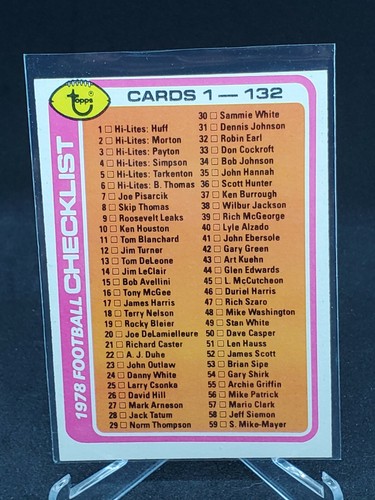 topps
®
CARDS 1 — 132
1978 FOOTBALL CHECKLIST
1 □ Hi-Lites: Huff
2 □ Hi-Lites: Morton
3 □ Hi-Lites: Payton
4 □ Hi-Lites: Simpson
5 □ Hi-Lites: Tarkenton
6 □ Hi-Lites: B. Thomas
7 □ Joe Pisarcik
8 □ Skip Thomas
9 □ Roosevelt Leaks
10 □ Ken Houston
11 □ Tom Blanchard
12 □ Jim Turner
13 □ Tom DeLeone
14 □ Jim LeClair
15 □ Bob Avellini
16 □ Tony McGee
17 □ James Harris
18 □ Terry Nelson
19 □ Rocky Bleier
20 □ Joe DeLamielleure
21 □ Richard Caster
22 □ A. J. Duhe
23 □ John Outlaw
24 □ Danny White
25 □ Larry Csonka
26 □ David Hill
27 □ Mark Arneson
28 □ Jack Tatum
29 □ Norm Thompson
30 □ Sammie White
31 □ Dennis Johnson
32 □ Robin Earl
33 □ Don Cockroft
34 □ Bob Johnson
35 □ John Hannah
36 □ Scott Hunter
37 □ Ken Burrough
38 □ Wilbur Jackson
39 □ Rich McGeorge
40 □ Lyle Alzado
41 □ John Ebersole
42 □ Gary Green
43 □ Art Kuehn
44 □ Glen Edwards
45 □ L. McCutcheon
46 □ Duriel Harris
47 □ Rich Szaro
48 □ Mike Washington
49 □ Stan White
50 □ Dave Casper
51 □ Len Hauss
52 □ James Scott
53 □ Brian Sipe
54 □ Gary Shirk
55 □ Archie Griffin
56 □ Mike Patrick
57 □ Mario Clark
58 □ Jeff Siemon
59 □ S. Mike-Mayer